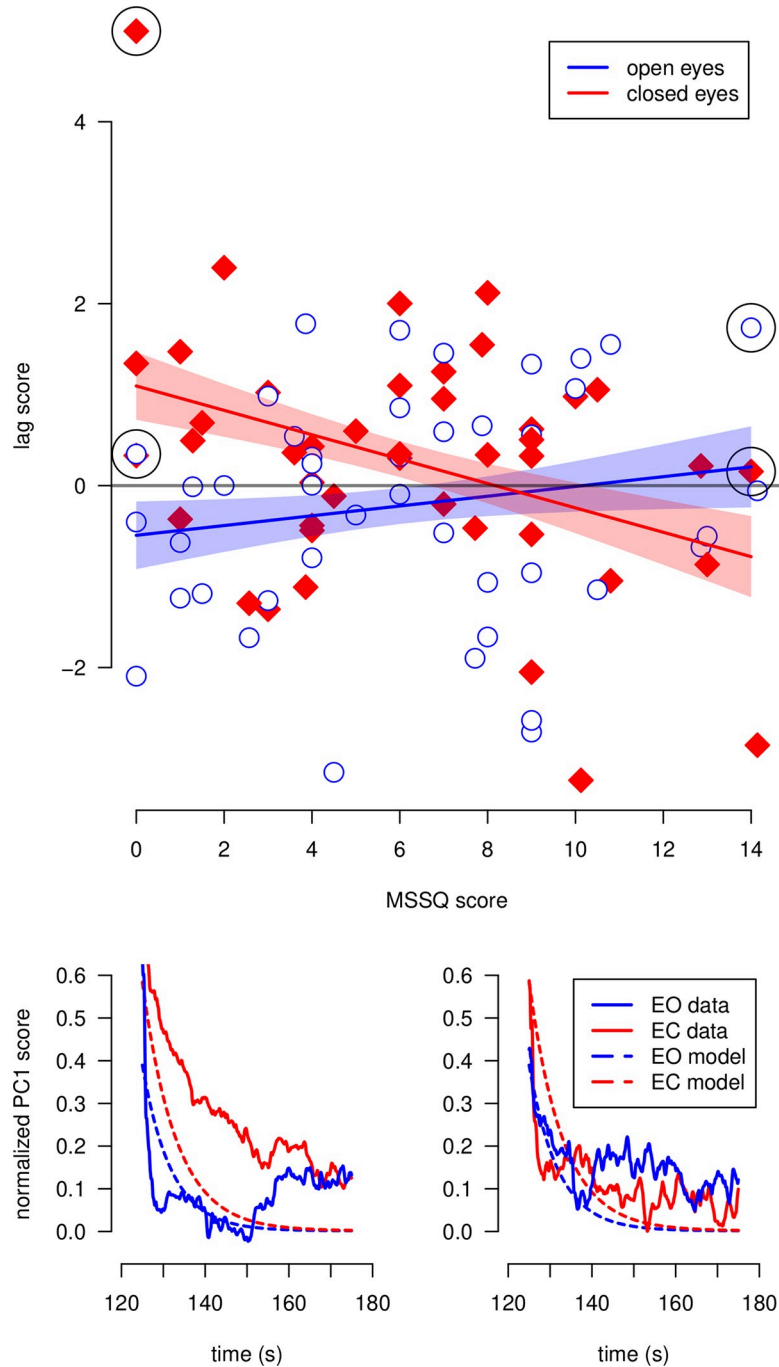 open eyes
closed eyes
4
2
0
−2
lag score
0 2 4 6 8 10 12 14
MSSQ score
0.6
0.5
0.4
0.3
0.2
0.1
0.0
normalized PC1 score
120 140 160 180
time (s)
0.6
0.5
0.4
0.3
0.2
0.1
0.0
EO data
EC data
EO model
EC model
120 140 160 180
time (s)